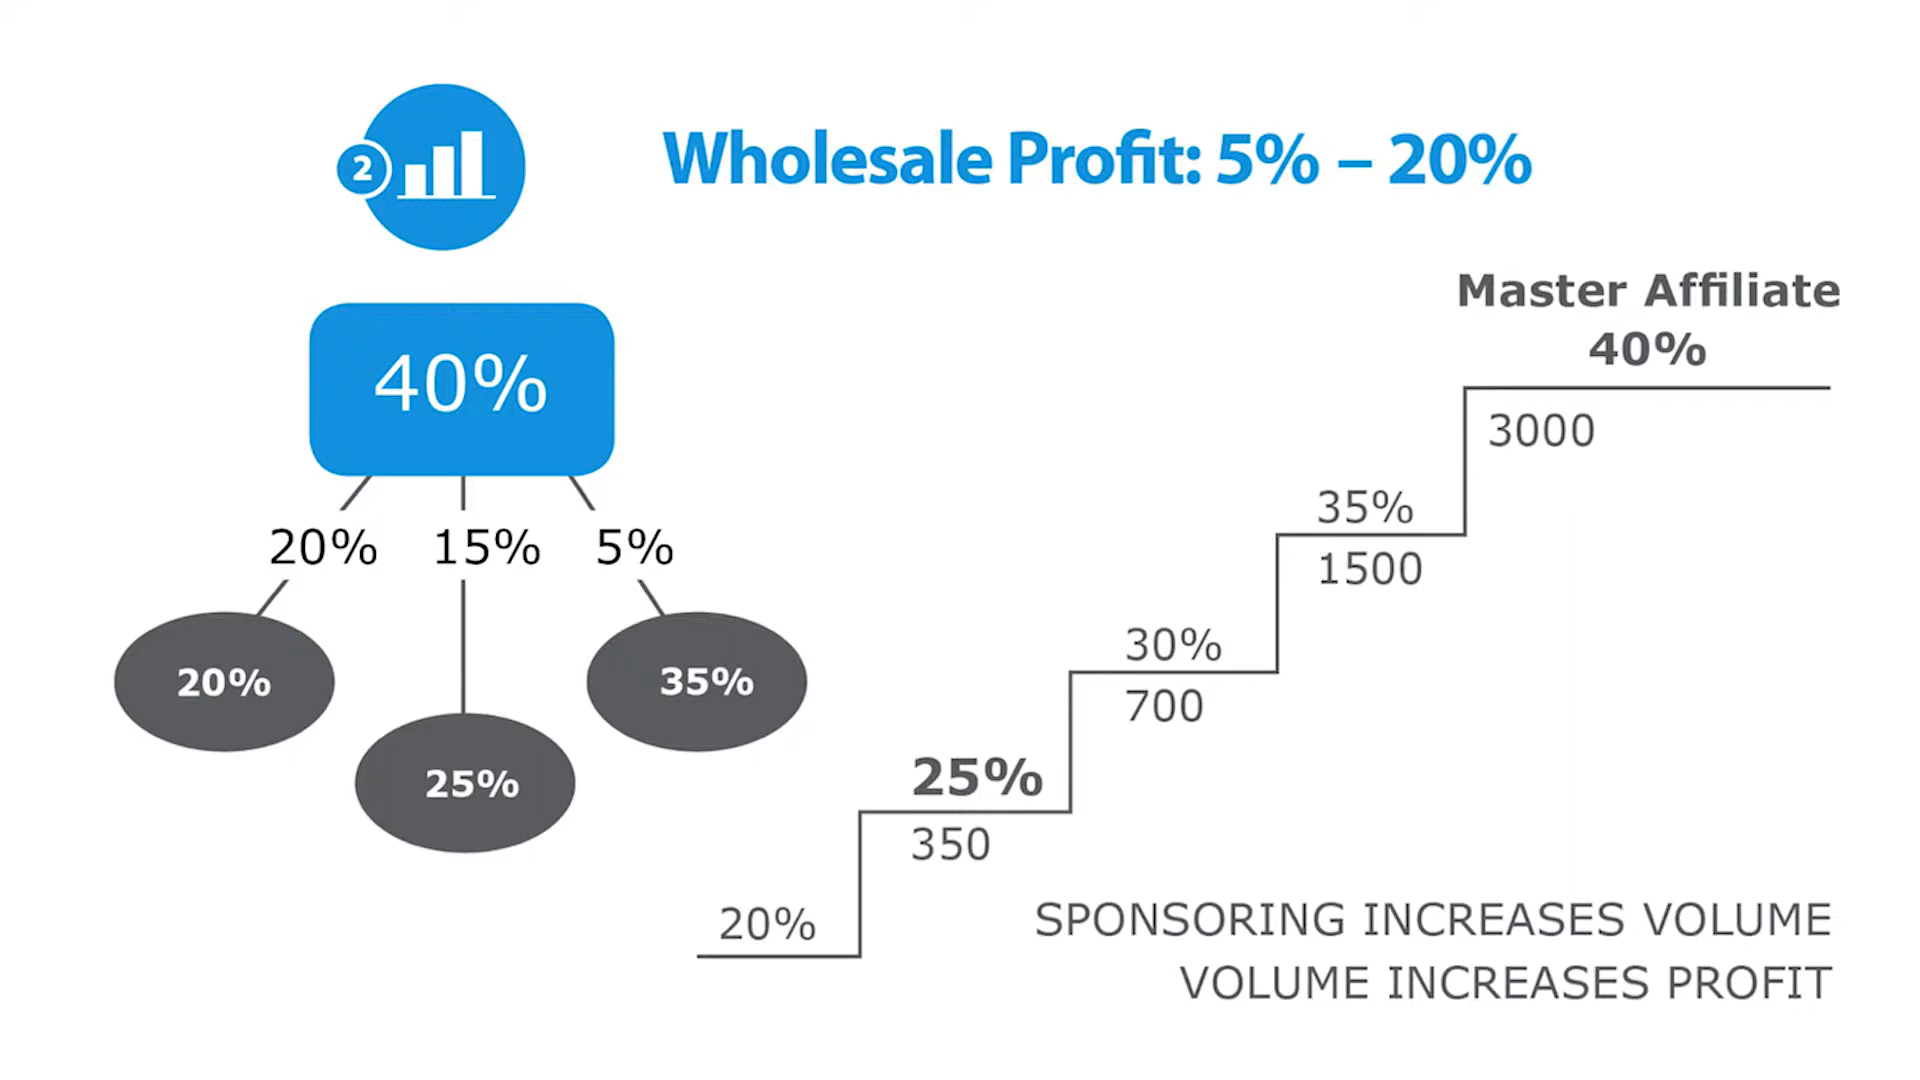 2
Wholesale Profit: 5% – 20%
40%
20% 15% 5%
20%
25%
35%
Master Affiliate
40%
3000
35%
1500
30%
700
25%
350
20%
SPONSORING INCREASES VOLUME
VOLUME INCREASES PROFIT